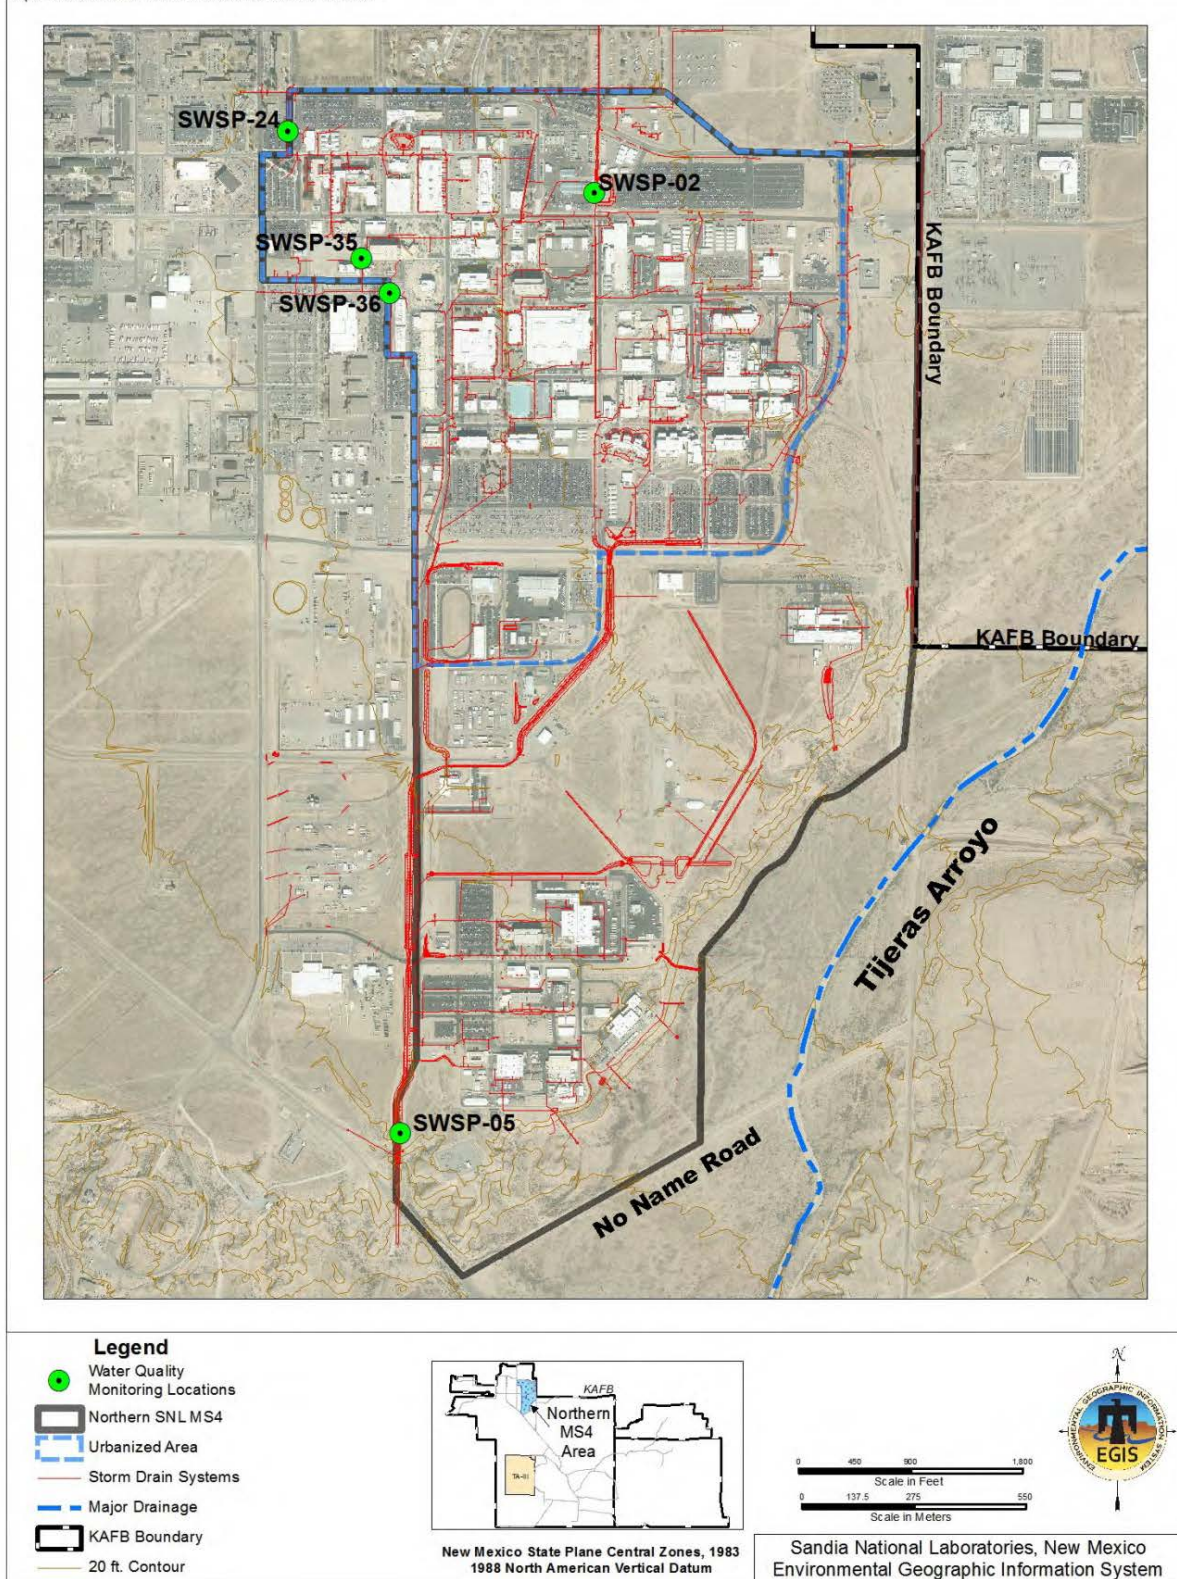 SWSP-24
SWSP-02
SWSP-35
SWSP-36
KAFB Boundary
KAFB Boundary
Tijeras Arroyo
SWSP-05
No Name Road
Legend
Water Quality
Monitoring Locations
Northern SNL MS4
Urbanized Area
Storm Drain Systems
Major Drainage
KAFB Boundary
20 ft. Contour
KAFB
Northern
MS4
Area
TA-III
New Mexico State Plane Central Zones, 1983
1988 North American Vertical Datum
0 450 900 1,800
Scale in Feet
0 137.5 275 550
Scale in Meters
N
ENVIRONMENTAL GEOGRAPHIC INFORMATION SYSTEM
EGIS
Sandia National Laboratories, New Mexico
Environmental Geographic Information System